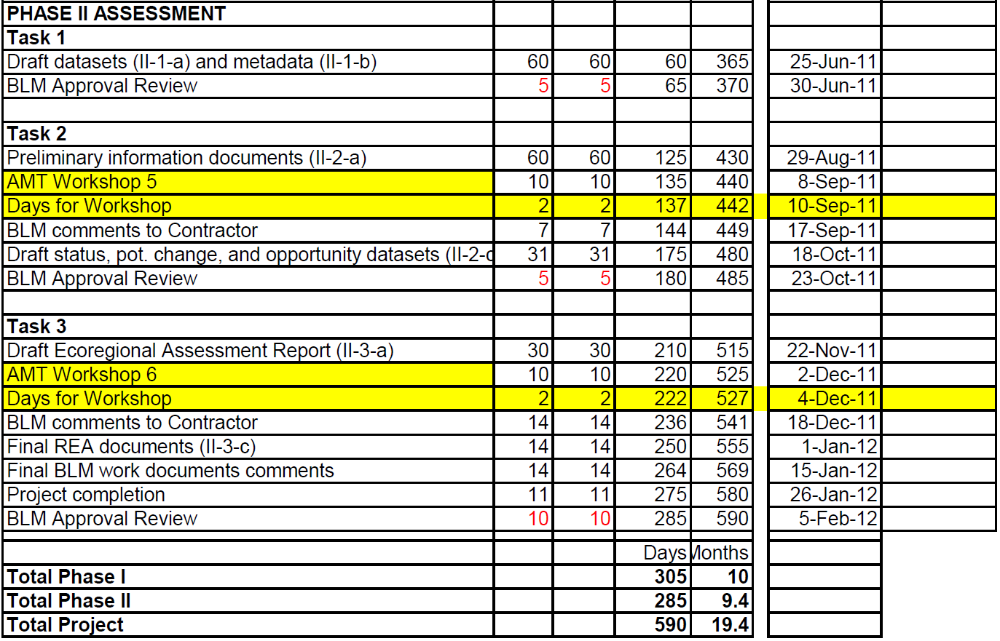 PHASE II ASSESSMENT
Task 1
Draft datasets (II-1-a) and metadata (II-1-b) 60 60 60 365 25-Jun-11
BLM Approval Review 5 5 65 370 30-Jun-11
Task 2
Preliminary information documents (II-2-a) 60 60 125 430 29-Aug-11
AMT Workshop 5 10 10 135 440 8-Sep-11
Days for Workshop 2 2 137 442 10-Sep-11
BLM comments to Contractor 7 7 144 449 17-Sep-11
Draft status, pot. change, and opportunity datasets (II-2-c 31 31 175 480 18-Oct-11
BLM Approval Review 5 5 180 485 23-Oct-11
Task 3
Draft Ecoregional Assessment Report (II-3-a) 30 30 210 515 22-Nov-11
AMT Workshop 6 10 10 220 525 2-Dec-11
Days for Workshop 2 2 222 527 4-Dec-11
BLM comments to Contractor 14 14 236 541 18-Dec-11
Final REA documents (II-3-c) 14 14 250 555 1-Jan-12
Final BLM work documents comments 14 14 264 569 15-Jan-12
Project completion 11 11 275 580 26-Jan-12
BLM Approval Review 10 10 285 590 5-Feb-12
Days Months
Total Phase I 305 10
Total Phase II 285 9.4
Total Project 590 19.4